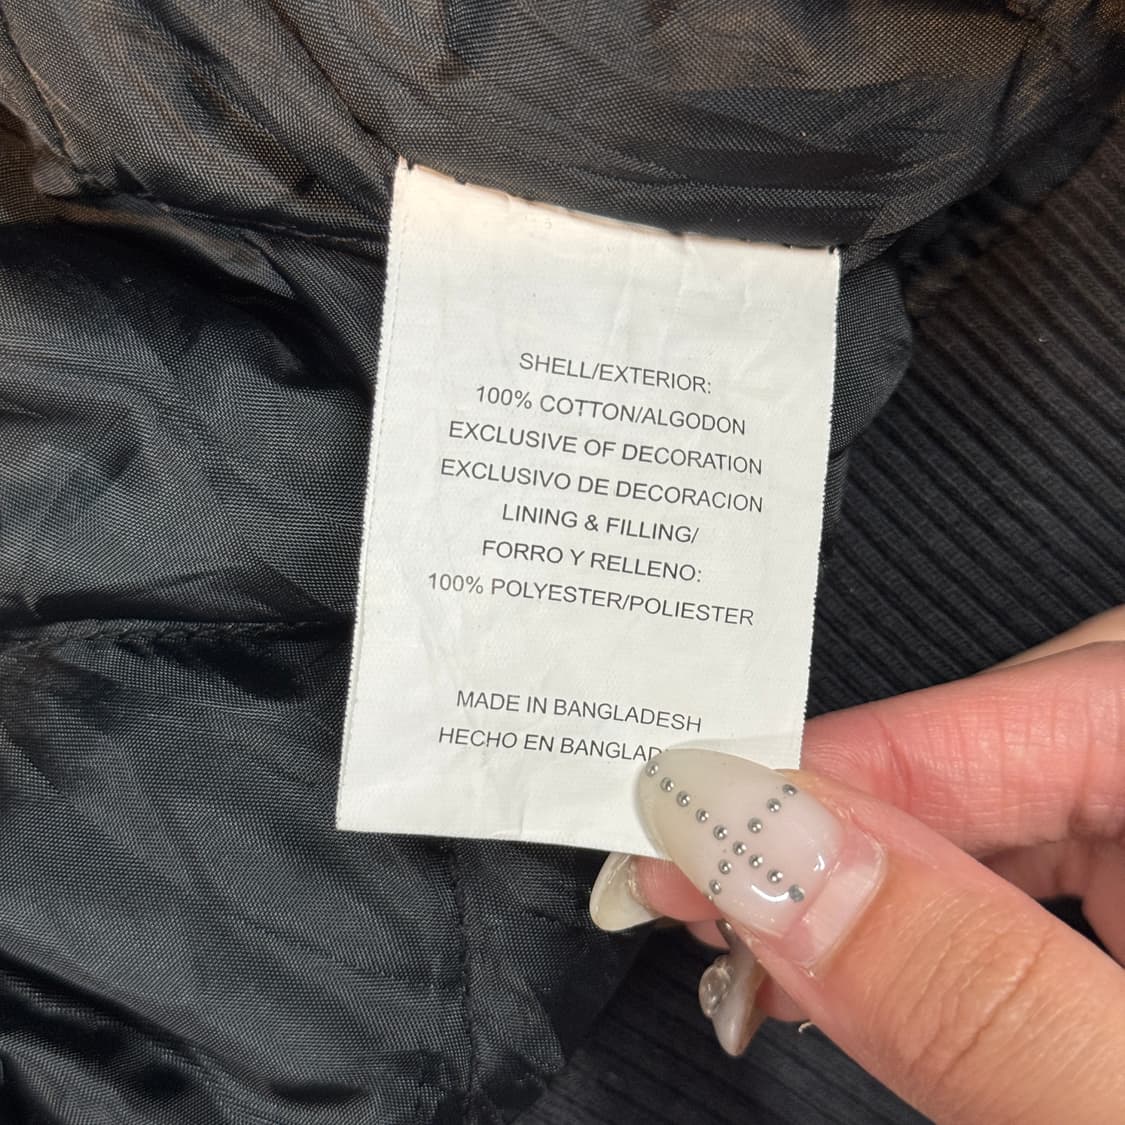 SHELL/EXTERIOR:
100% COTTON/ALGODON
EXCLUSIVE OF DECORATION
EXCLUSIVO DE DECORACION
LINING & FILLING/
FORRO Y RELLENO:
100% POLYESTER/POLIESTER
MADE IN BANGLADESH
HECHO EN